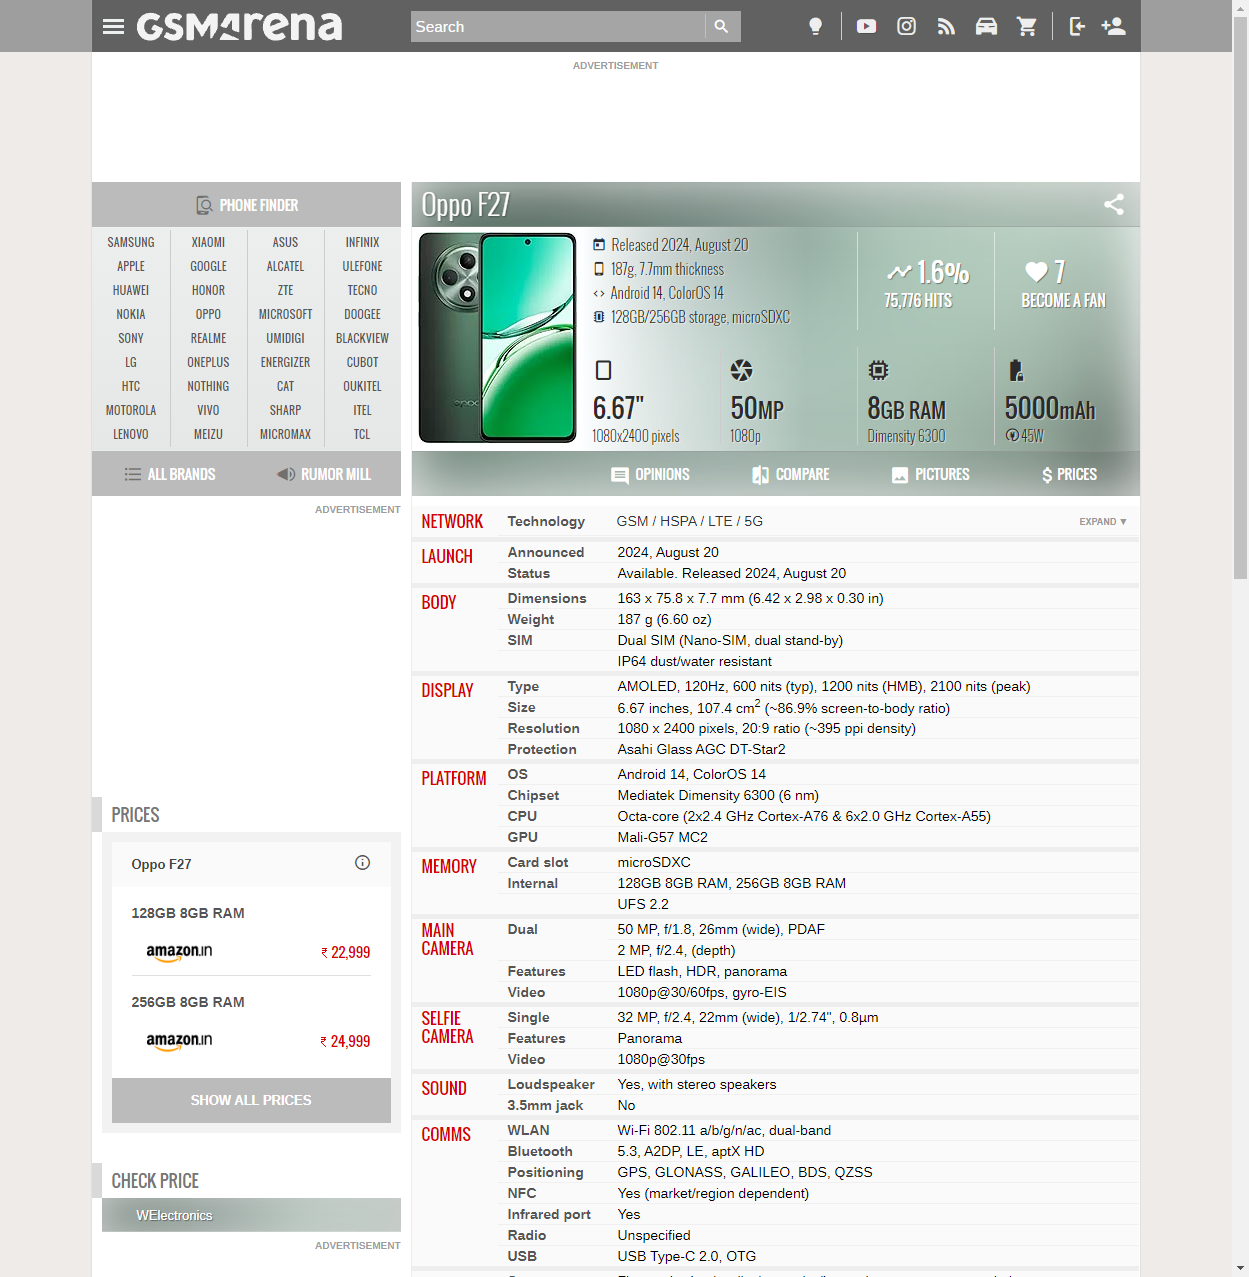 GSMArena
Search
ADVERTISEMENT
PHONE FINDER
SAMSUNG XIAOMI ASUS INFINIX
APPLE GOOGLE ALCATEL ULEFONE
HUAWEI HONOR ZTE TECNO
NOKIA OPPO MICROSOFT DOOGEE
SONY REALME UMIDIGI BLACKVIEW
LG ONEPLUS ENERGIZER CUBOT
HTC NOTHING CAT OUKITEL
MOTOROLA VIVO SHARP ITEL
LENOVO MEIZU MICROMAX TCL
ALL BRANDS RUMOR MILL
ADVERTISEMENT
Oppo F27
Released 2024, August 20
187g, 7.7mm thickness
Android 14, ColorOS 14
128GB/256GB storage, microSDXC
1.6%
75,776 HITS
7
BECOME A FAN
6.67"
1080x2400 pixels
50MP
1080p
8GB RAM
Dimensity 6300
5000mAh
45W
OPINIONS COMPARE PICTURES $ PRICES
NETWORK Technology GSM / HSPA / LTE / 5G EXPAND ▼
LAUNCH Announced 2024, August 20
Status Available. Released 2024, August 20
BODY Dimensions 163 x 75.8 x 7.7 mm (6.42 x 2.98 x 0.30 in)
Weight 187 g (6.60 oz)
SIM Dual SIM (Nano-SIM, dual stand-by)
IP64 dust/water resistant
DISPLAY Type AMOLED, 120Hz, 600 nits (typ), 1200 nits (HMB), 2100 nits (peak)
Size 6.67 inches, 107.4 cm2 (~86.9% screen-to-body ratio)
Resolution 1080 x 2400 pixels, 20:9 ratio (~395 ppi density)
Protection Asahi Glass AGC DT-Star2
PLATFORM OS Android 14, ColorOS 14
Chipset Mediatek Dimensity 6300 (6 nm)
CPU Octa-core (2x2.4 GHz Cortex-A76 & 6x2.0 GHz Cortex-A55)
GPU Mali-G57 MC2
MEMORY Card slot microSDXC
Internal 128GB 8GB RAM, 256GB 8GB RAM
UFS 2.2
MAIN CAMERA Dual 50 MP, f/1.8, 26mm (wide), PDAF
2 MP, f/2.4, (depth)
Features LED flash, HDR, panorama
Video 1080p@30/60fps, gyro-EIS
SELFIE CAMERA Single 32 MP, f/2.4, 22mm (wide), 1/2.74", 0.8µm
Features Panorama
Video 1080p@30fps
SOUND Loudspeaker Yes, with stereo speakers
3.5mm jack No
COMMS WLAN Wi-Fi 802.11 a/b/g/n/ac, dual-band
Bluetooth 5.3, A2DP, LE, aptX HD
Positioning GPS, GLONASS, GALILEO, BDS, QZSS
NFC Yes (market/region dependent)
Infrared port Yes
Radio Unspecified
USB USB Type-C 2.0, OTG
PRICES
Oppo F27
128GB 8GB RAM
amazon.in ₹ 22,999
256GB 8GB RAM
amazon.in ₹ 24,999
SHOW ALL PRICES
CHECK PRICE
WElectronics
ADVERTISEMENT